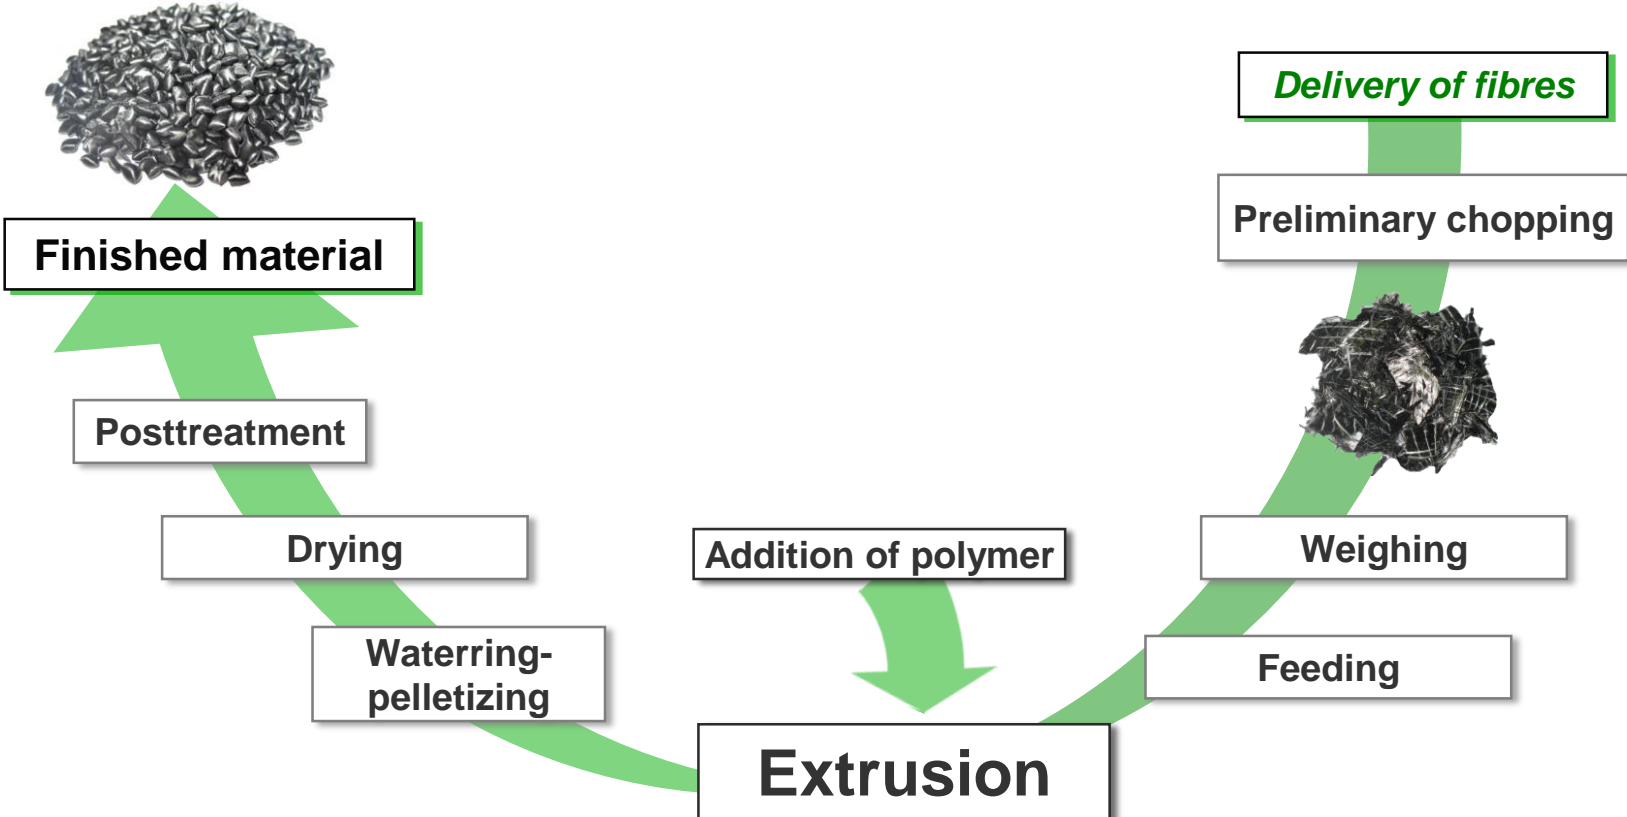 Delivery of fibres
Preliminary chopping
Weighing
Feeding
Addition of polymer
Extrusion
Waterring-
pelletizing
Drying
Posttreatment
Finished material